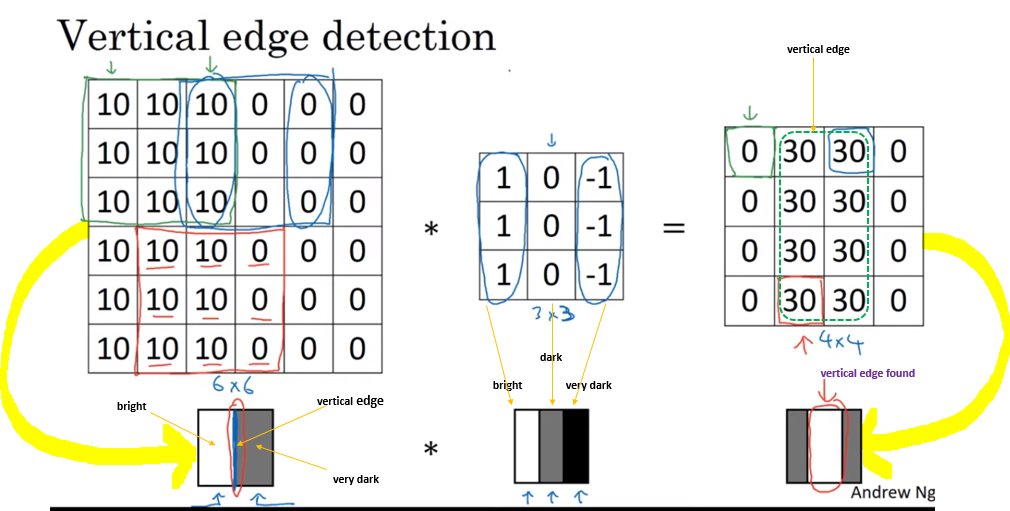 Vertical edge detection
vertical edge
10 10 10 0 0 0
10 10 10 0 0 0
10 10 10 0 0 0
10 10 10 0 0 0
10 10 10 0 0 0
10 10 10 0 0 0
6×6
*
1 0 -1
1 0 -1
1 0 -1
3×3
=
0 30 30 0
0 30 30 0
0 30 30 0
0 30 30 0
4×4
bright
vertical edge
very dark
*
bright
dark
very dark
vertical edge found
Andrew Ng